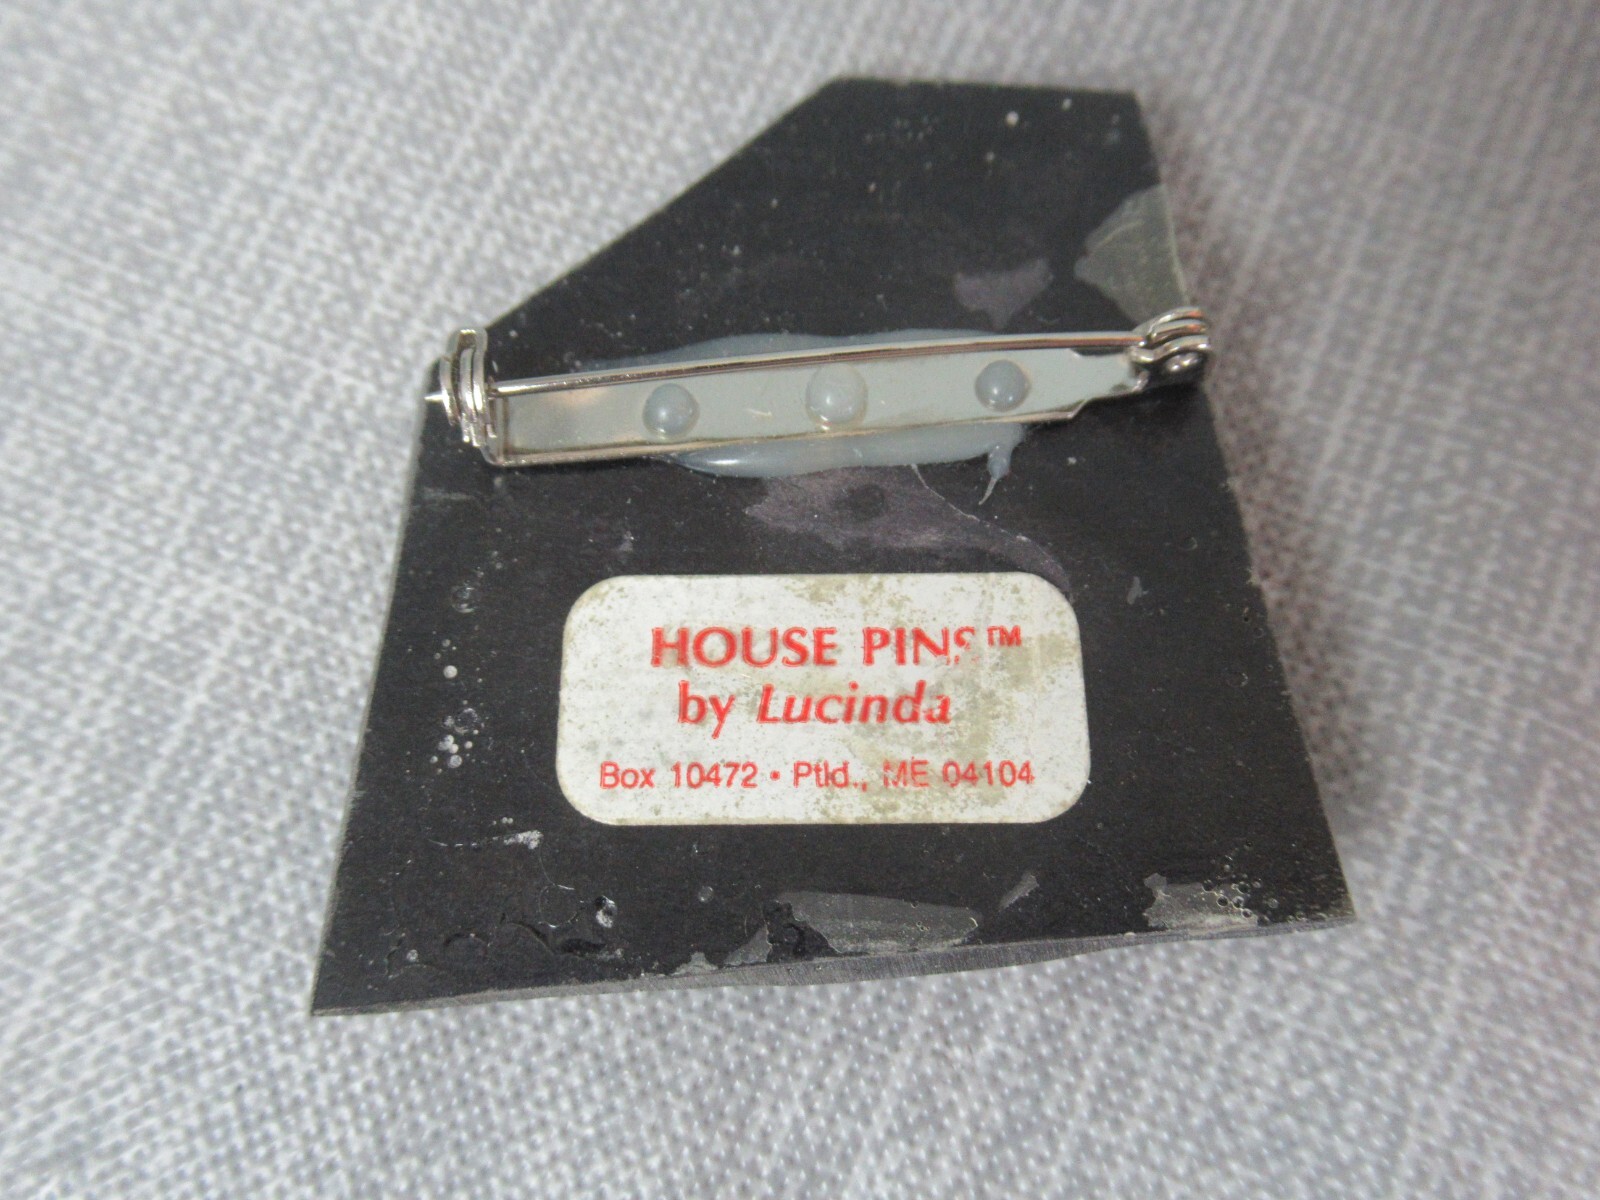 HOUSE PINS™
by Lucinda
Box 10472 • Ptld., ME 04104